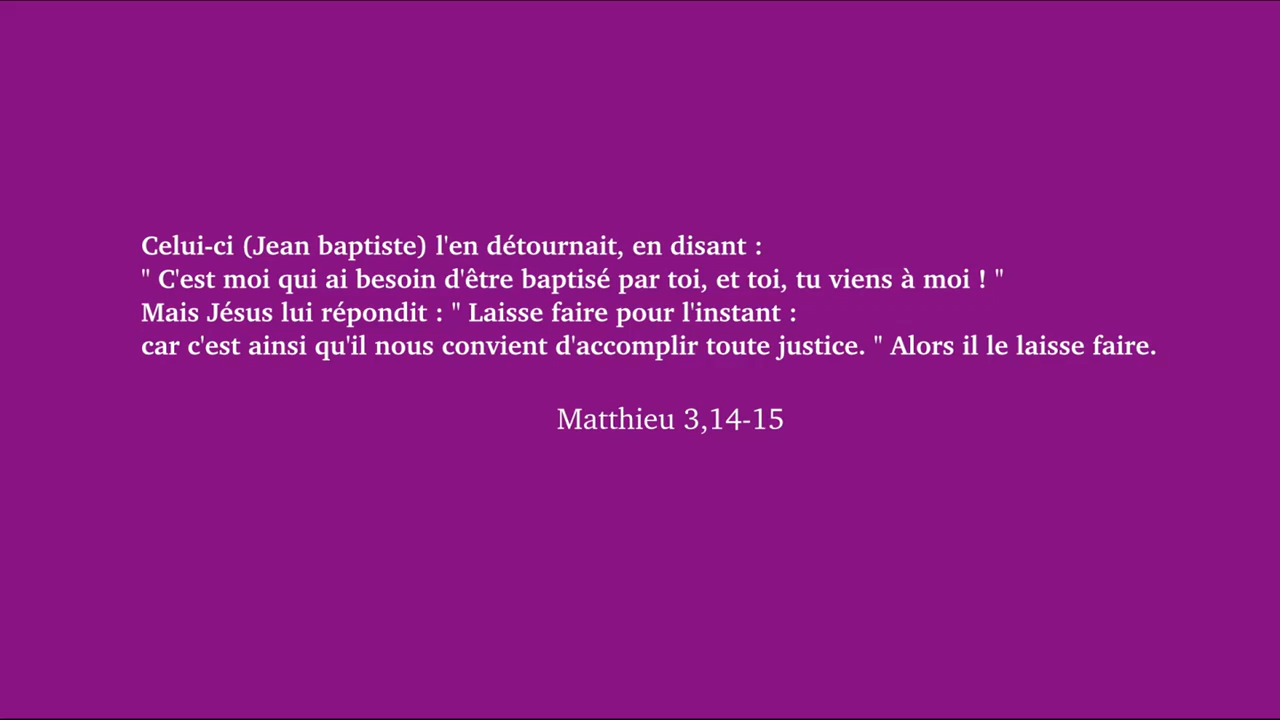 Celui-ci (Jean baptiste) l'en détournait, en disant :
" C'est moi qui ai besoin d'être baptisé par toi, et toi, tu viens à moi ! "
Mais Jésus lui répondit : " Laisse faire pour l'instant :
car c'est ainsi qu'il nous convient d'accomplir toute justice. " Alors il le laisse faire.
Matthieu 3,14-15